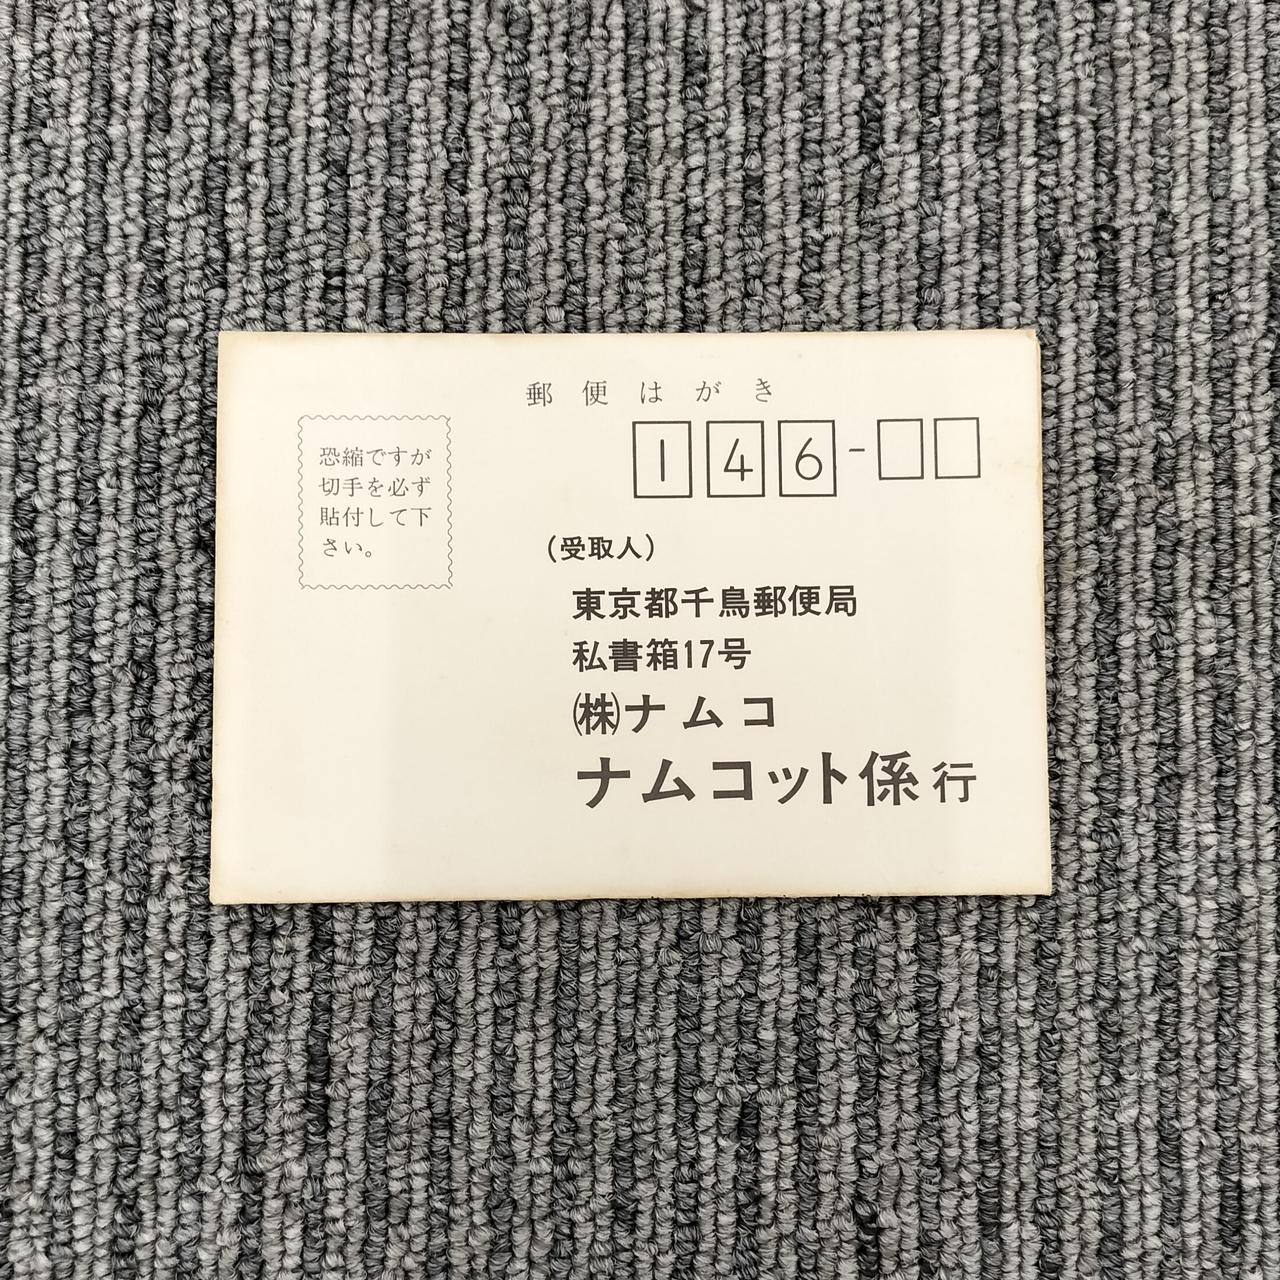 郵便はがき
146-
恐縮ですが
切手を必ず
貼付して下
さい。
(受取人)
東京都千鳥郵便局
私書箱17号
㈱ナムコ
ナムコット係行